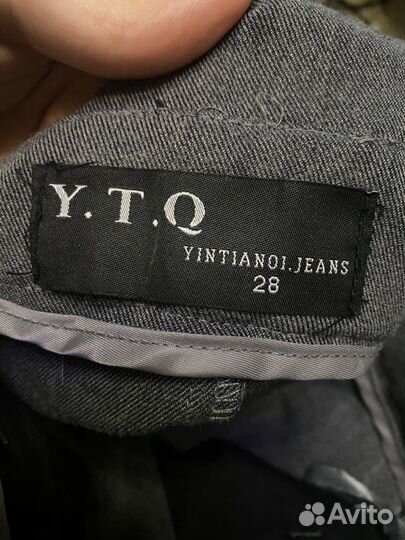 Y. T. Q
YINTIANOI.JEANS
28
Avito